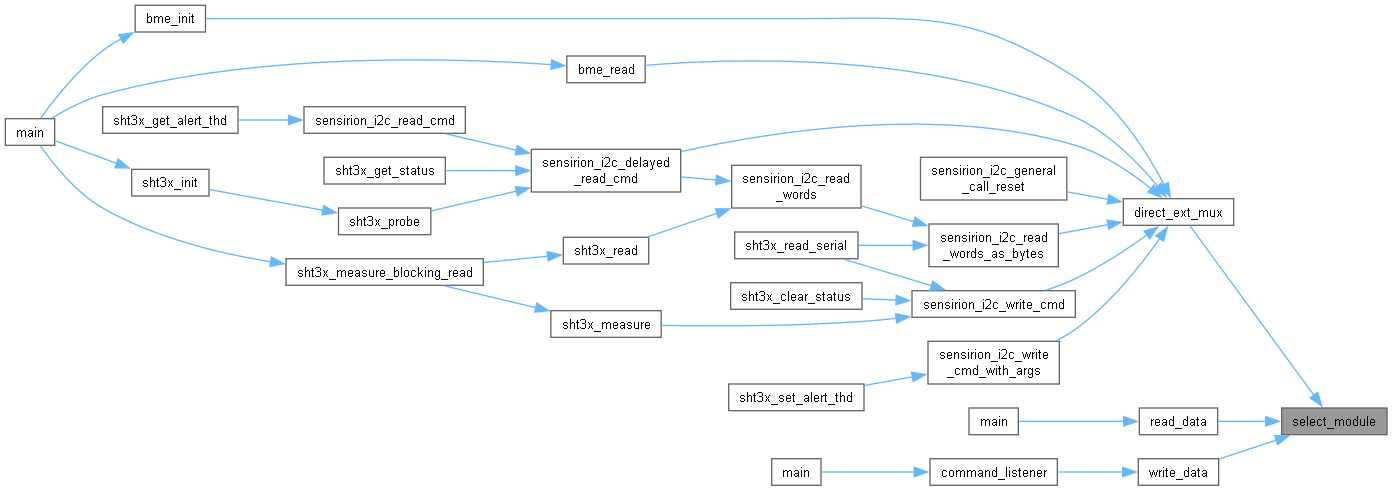 bme_init
bme_read
main
sht3x_get_alert_thd
sensirion_i2c_read_cmd
sht3x_get_status
sensirion_i2c_delayed
_read_cmd
sht3x_init
sht3x_probe
sensirion_i2c_read
_words
sensirion_i2c_general
_call_reset
direct_ext_mux
sht3x_read
sht3x_read_serial
sensirion_i2c_read
_words_as_bytes
sht3x_measure_blocking_read
sht3x_clear_status
sensirion_i2c_write_cmd
sht3x_measure
sensirion_i2c_write
_cmd_with_args
sht3x_set_alert_thd
main
read_data
select_module
main
command_listener
write_data